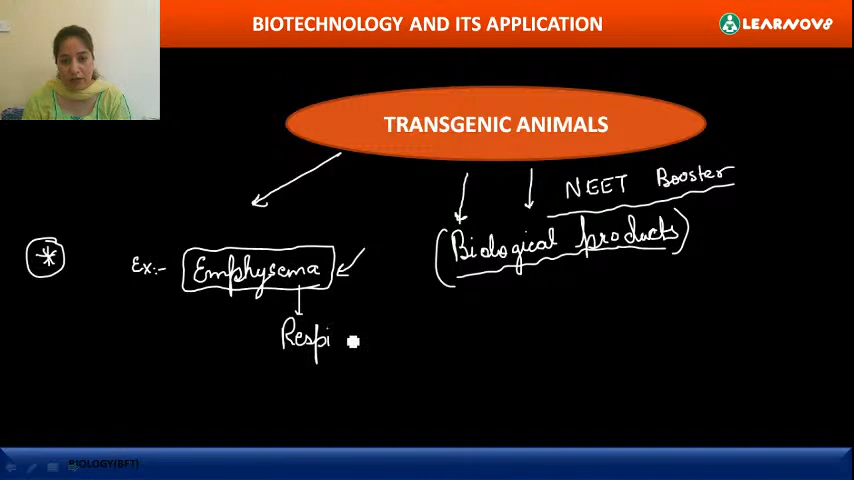 BIOTECHNOLOGY AND ITS APPLICATION
LEARNOV8
TRANSGENIC ANIMALS
NEET Booster
(Biological products)
* Ex:- Emphysema
Respi
BIOLOGY(BFT)